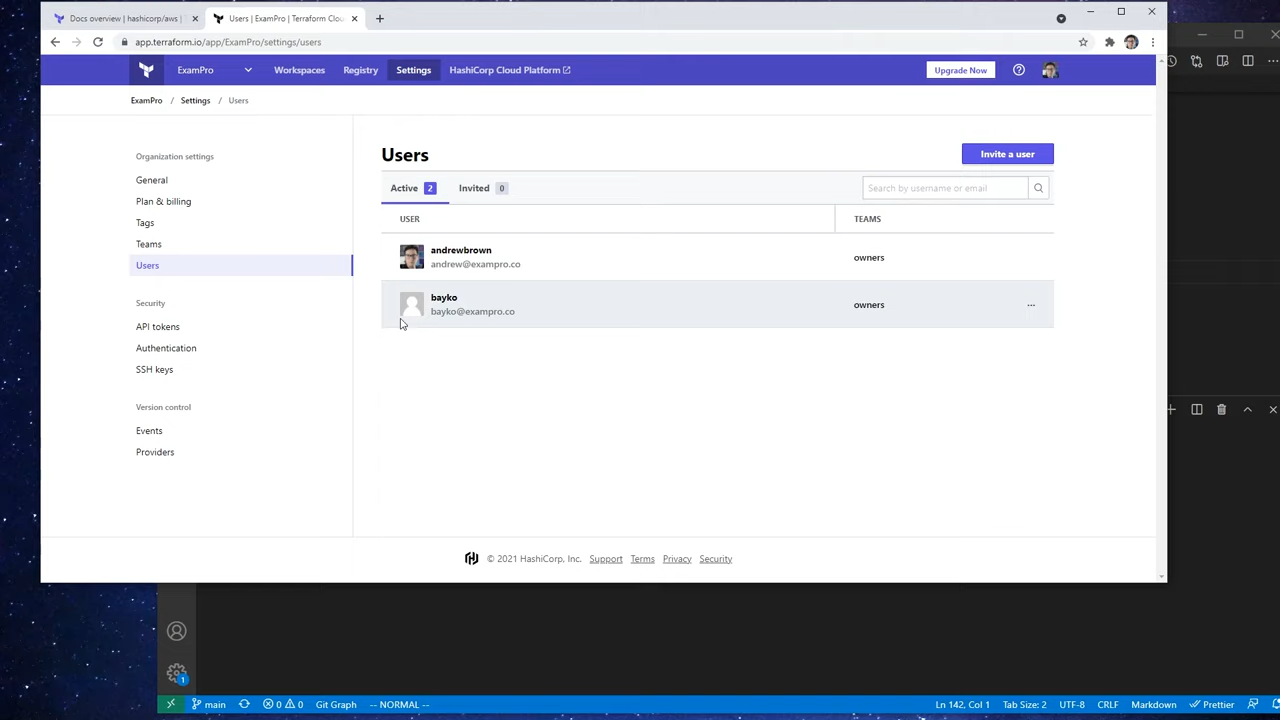 Docs overview | hashicorp/aws |
Users | ExamPro | Terraform Clou
app.terraform.io/app/ExamPro/settings/users
ExamPro
Workspaces
Registry
Settings
HashiCorp Cloud Platform
Upgrade Now
ExamPro / Settings / Users
Organization settings
General
Plan & billing
Tags
Teams
Users
Security
API tokens
Authentication
SSH keys
Version control
Events
Providers
Users
Invite a user
Active 2
Invited 0
Search by username or email
USER
TEAMS
andrewbrown
andrew@exampro.co
owners
bayko
bayko@exampro.co
owners
...
© 2021 HashiCorp, Inc. Support Terms Privacy Security
1
main
0
0
Git Graph
-- NORMAL --
Ln 142, Col 1
Tab Size: 2
UTF-8
CRLF
Markdown
Prettier